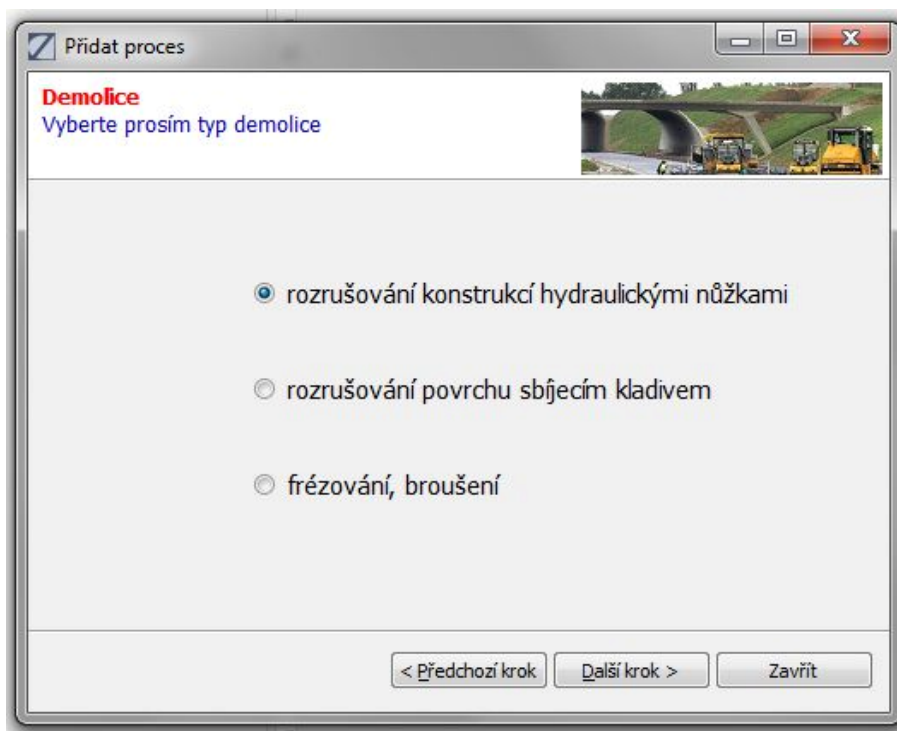 Přidat proces
Demolice
Vyberte prosím typ demolice
rozrušování konstrukcí hydraulickými nůžkami
rozrušování povrchu sbíjecím kladivem
frézování, broušení
< Předchozí krok
Další krok >
Zavřít